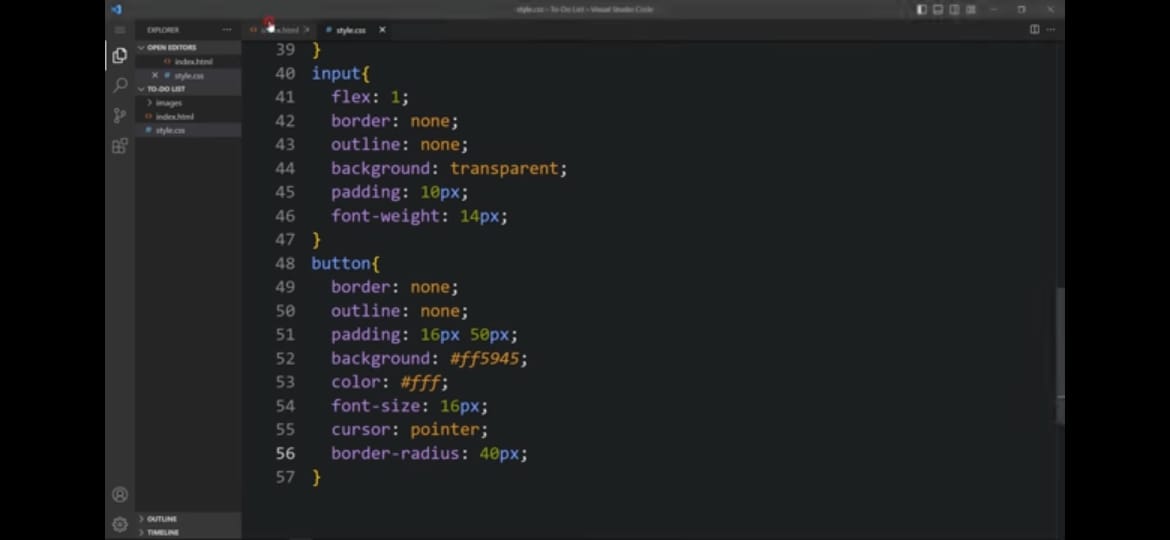 style.css - To-Do List - Visual Studio Code
EXPLORER
index.html
style.css
OPEN EDITORS
index.html
style.css
TO-DO LIST
images
index.html
style.css
39 }
40 input{
41 flex: 1;
42 border: none;
43 outline: none;
44 background: transparent;
45 padding: 10px;
46 font-weight: 14px;
47 }
48 button{
49 border: none;
50 outline: none;
51 padding: 16px 50px;
52 background: #ff5945;
53 color: #fff;
54 font-size: 16px;
55 cursor: pointer;
56 border-radius: 40px;
57 }
OUTLINE
TIMELINE